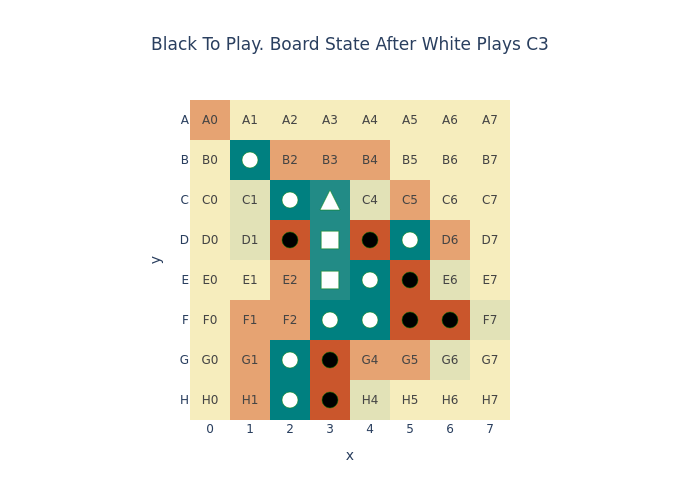 Black To Play. Board State After White Plays C3
A A0 A1 A2 A3 A4 A5 A6 A7
B B0 B2 B3 B4 B5 B6 B7
C C0 C1 C4 C5 C6 C7
D D0 D1 D6 D7
E E0 E1 E2 E6 E7
F F0 F1 F2 F7
G G0 G1 G4 G5 G6 G7
H H0 H1 H4 H5 H6 H7
0 1 2 3 4 5 6 7
x
y